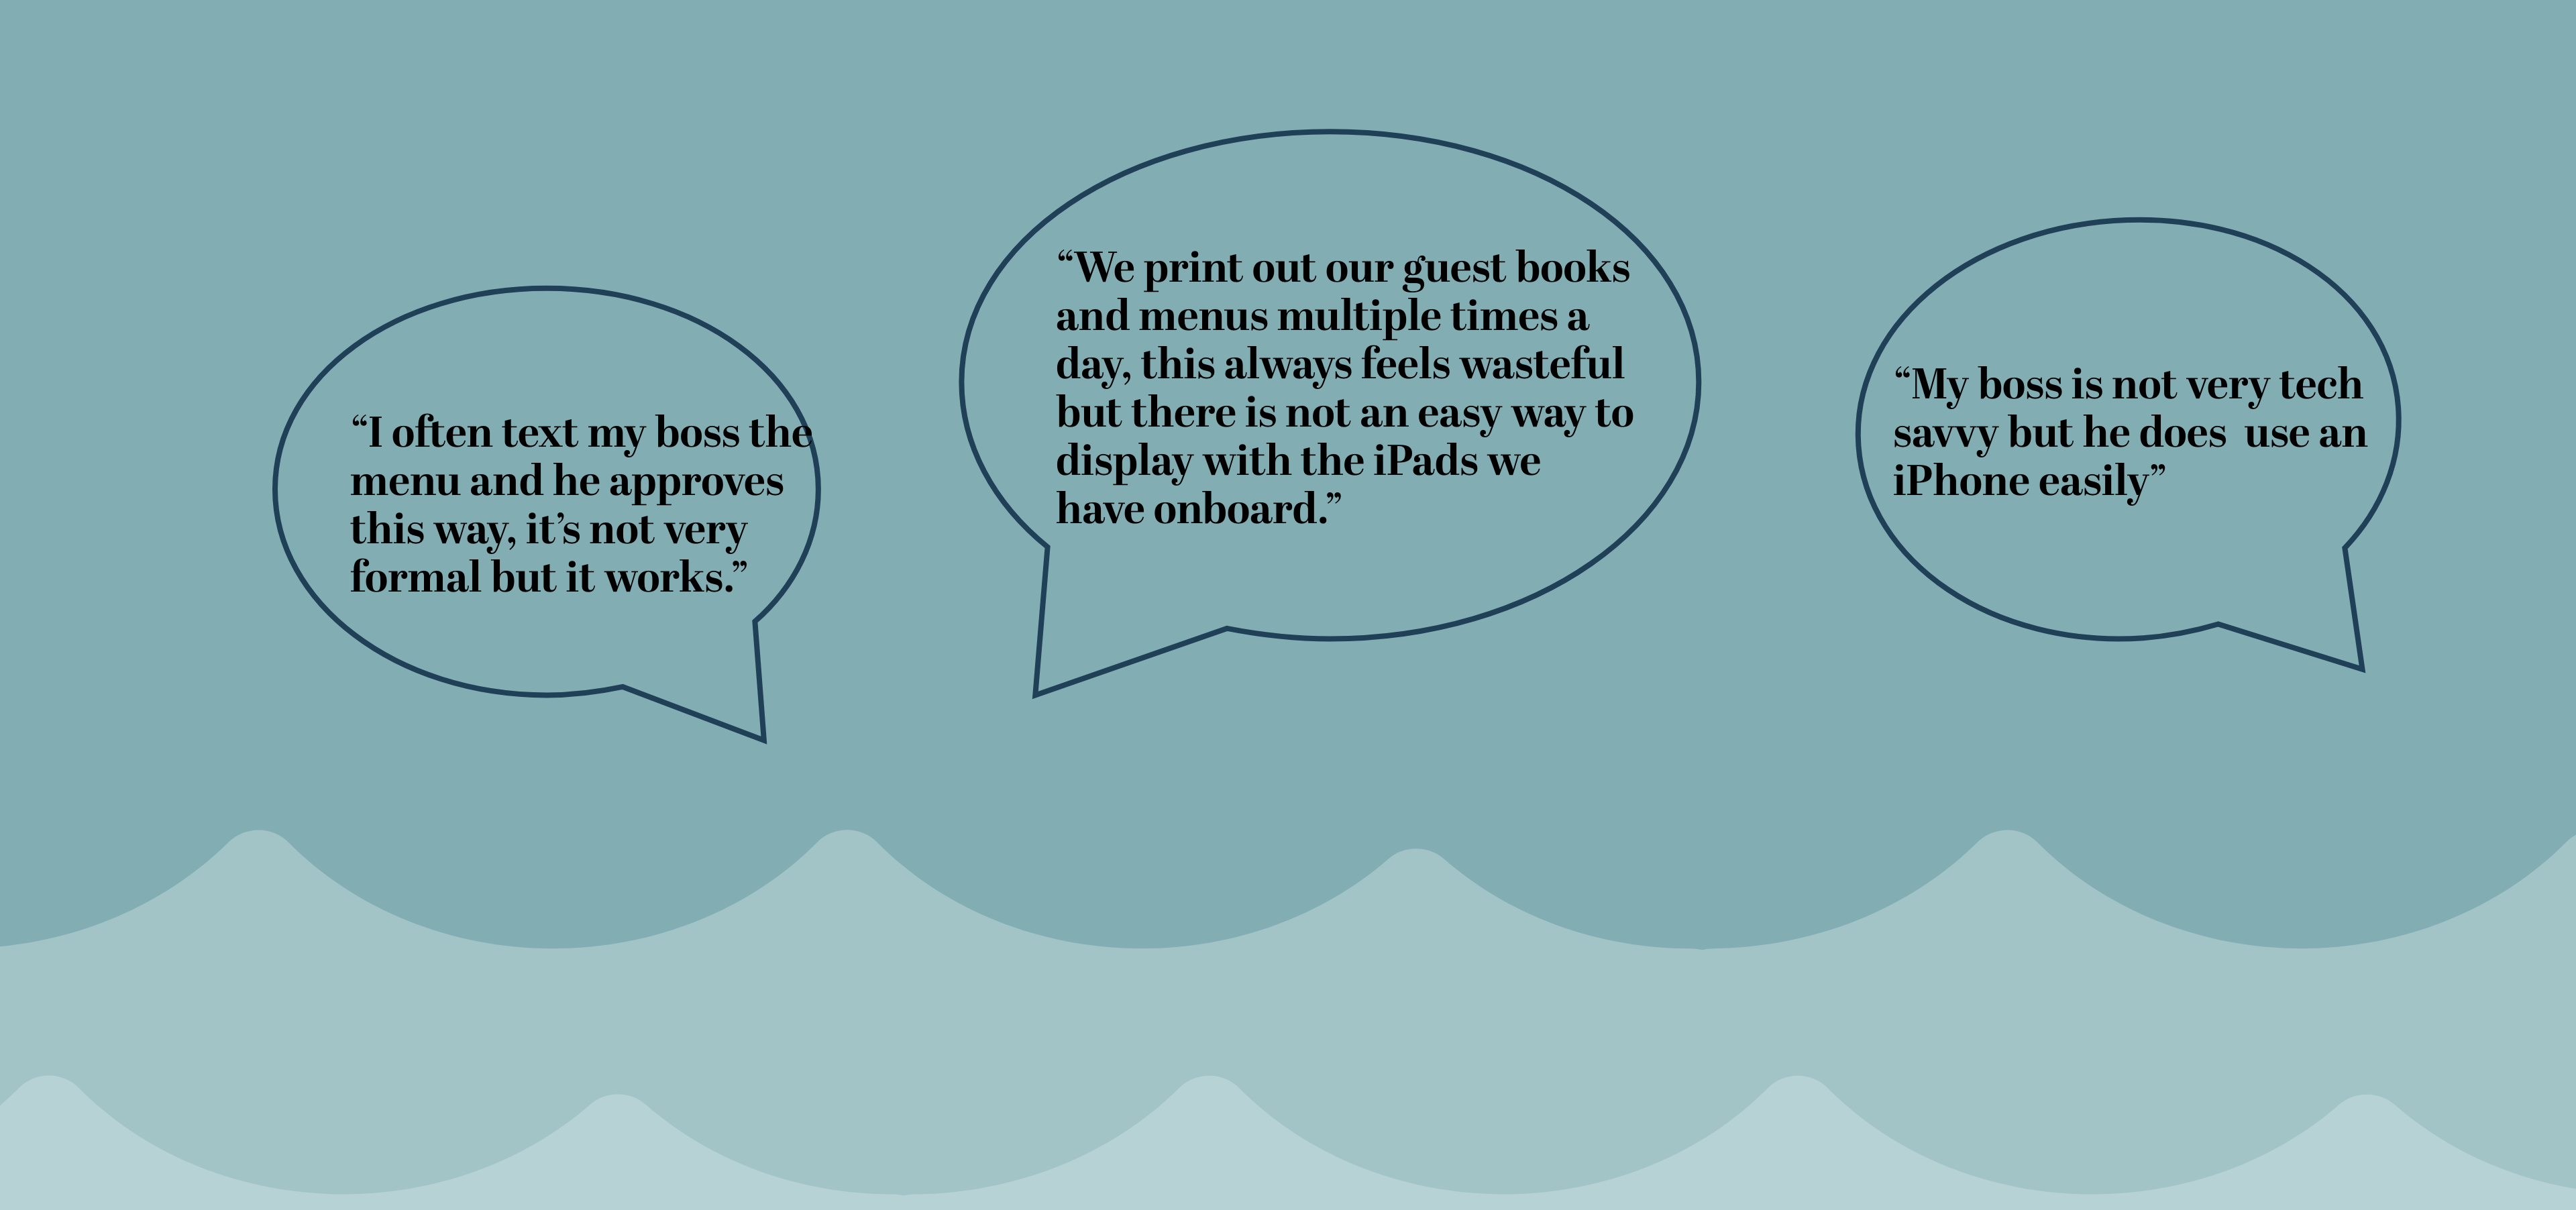 “I often text my boss the
menu and he approves
this way, it’s not very
formal but it works.”
“We print out our guest books
and menus multiple times a
day, this always feels wasteful
but there is not an easy way to
display with the iPads we
have onboard.”
“My boss is not very tech
savvy but he does  use an
iPhone easily”